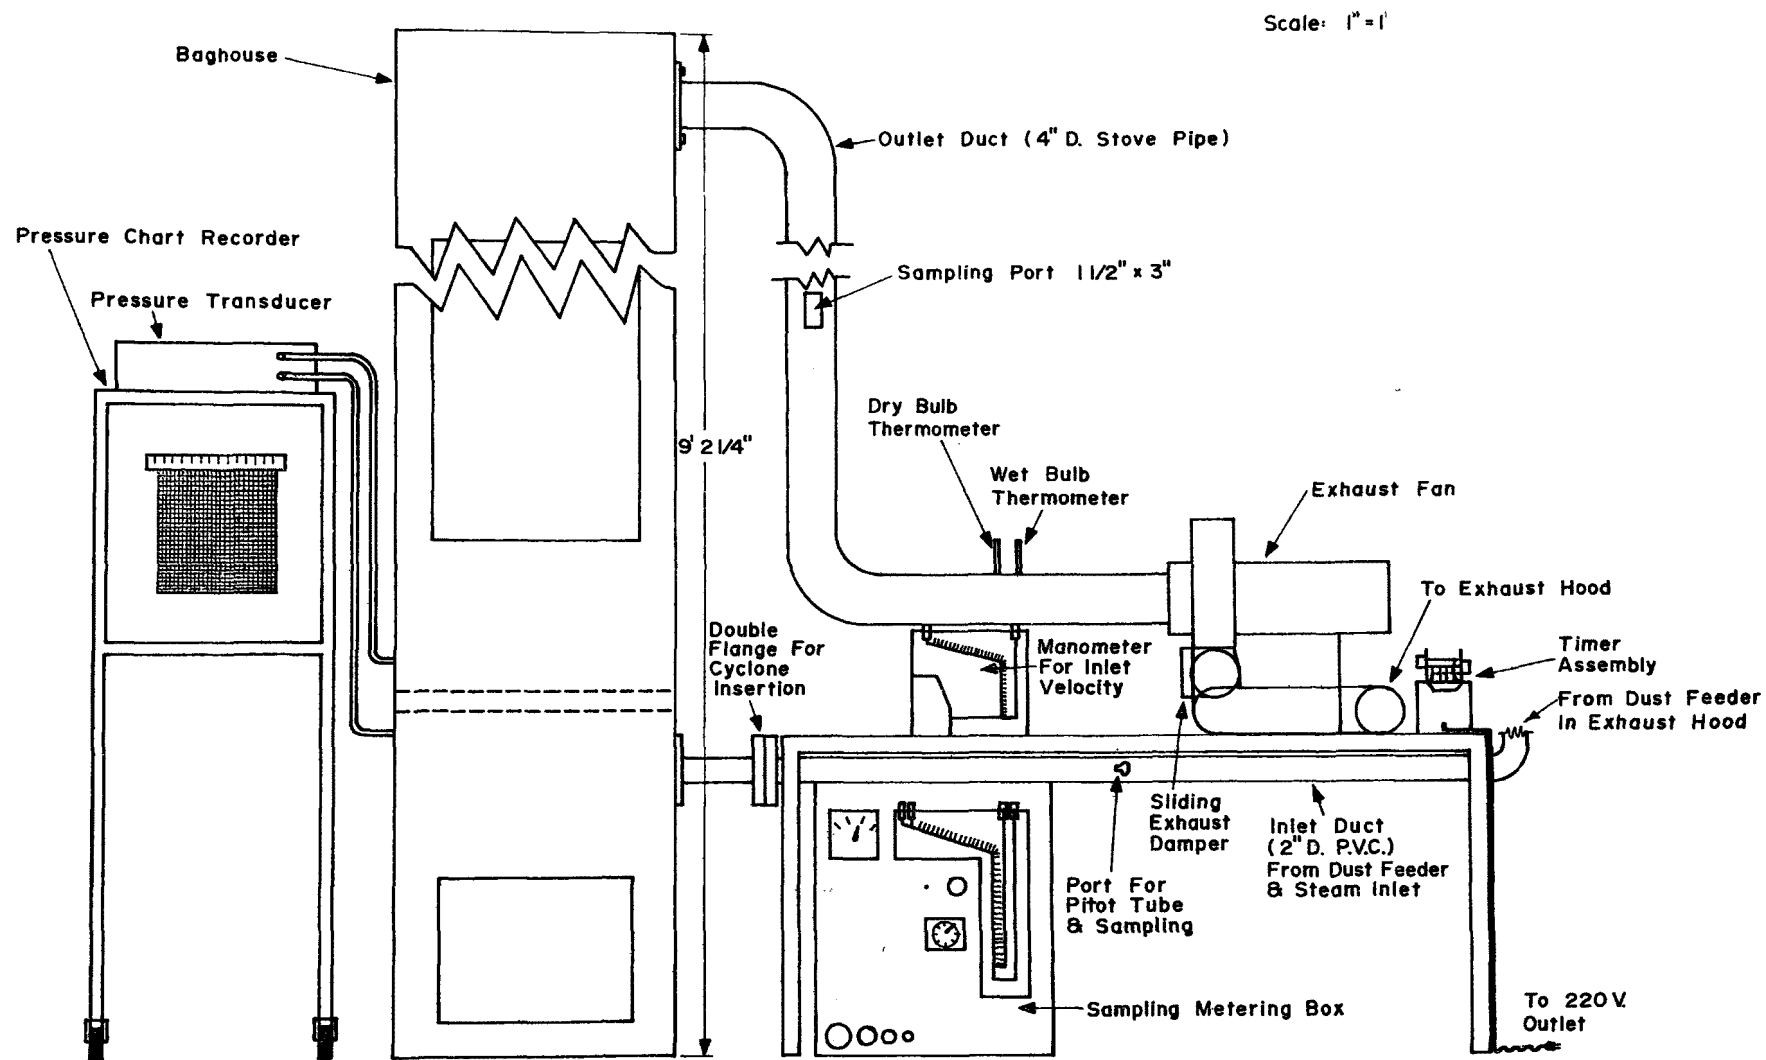 Scale: 1" = 1'
Baghouse
Outlet Duct (4" D. Stove Pipe)
Pressure Chart Recorder
Sampling Port 1 1/2" x 3"
Pressure Transducer
Dry Bulb
Thermometer
9' 2 1/4"
Wet Bulb
Thermometer
Exhaust Fan
To Exhaust Hood
Double
Flange For
Cyclone
Insertion
Manometer
For Inlet
Velocity
Timer
Assembly
From Dust Feeder
In Exhaust Hood
Sliding
Exhaust
Damper
Inlet Duct
(2" D. P.V.C.)
From Dust Feeder
& Steam Inlet
Port For
Pitot Tube
& Sampling
Sampling Metering Box
To 220 V.
Outlet